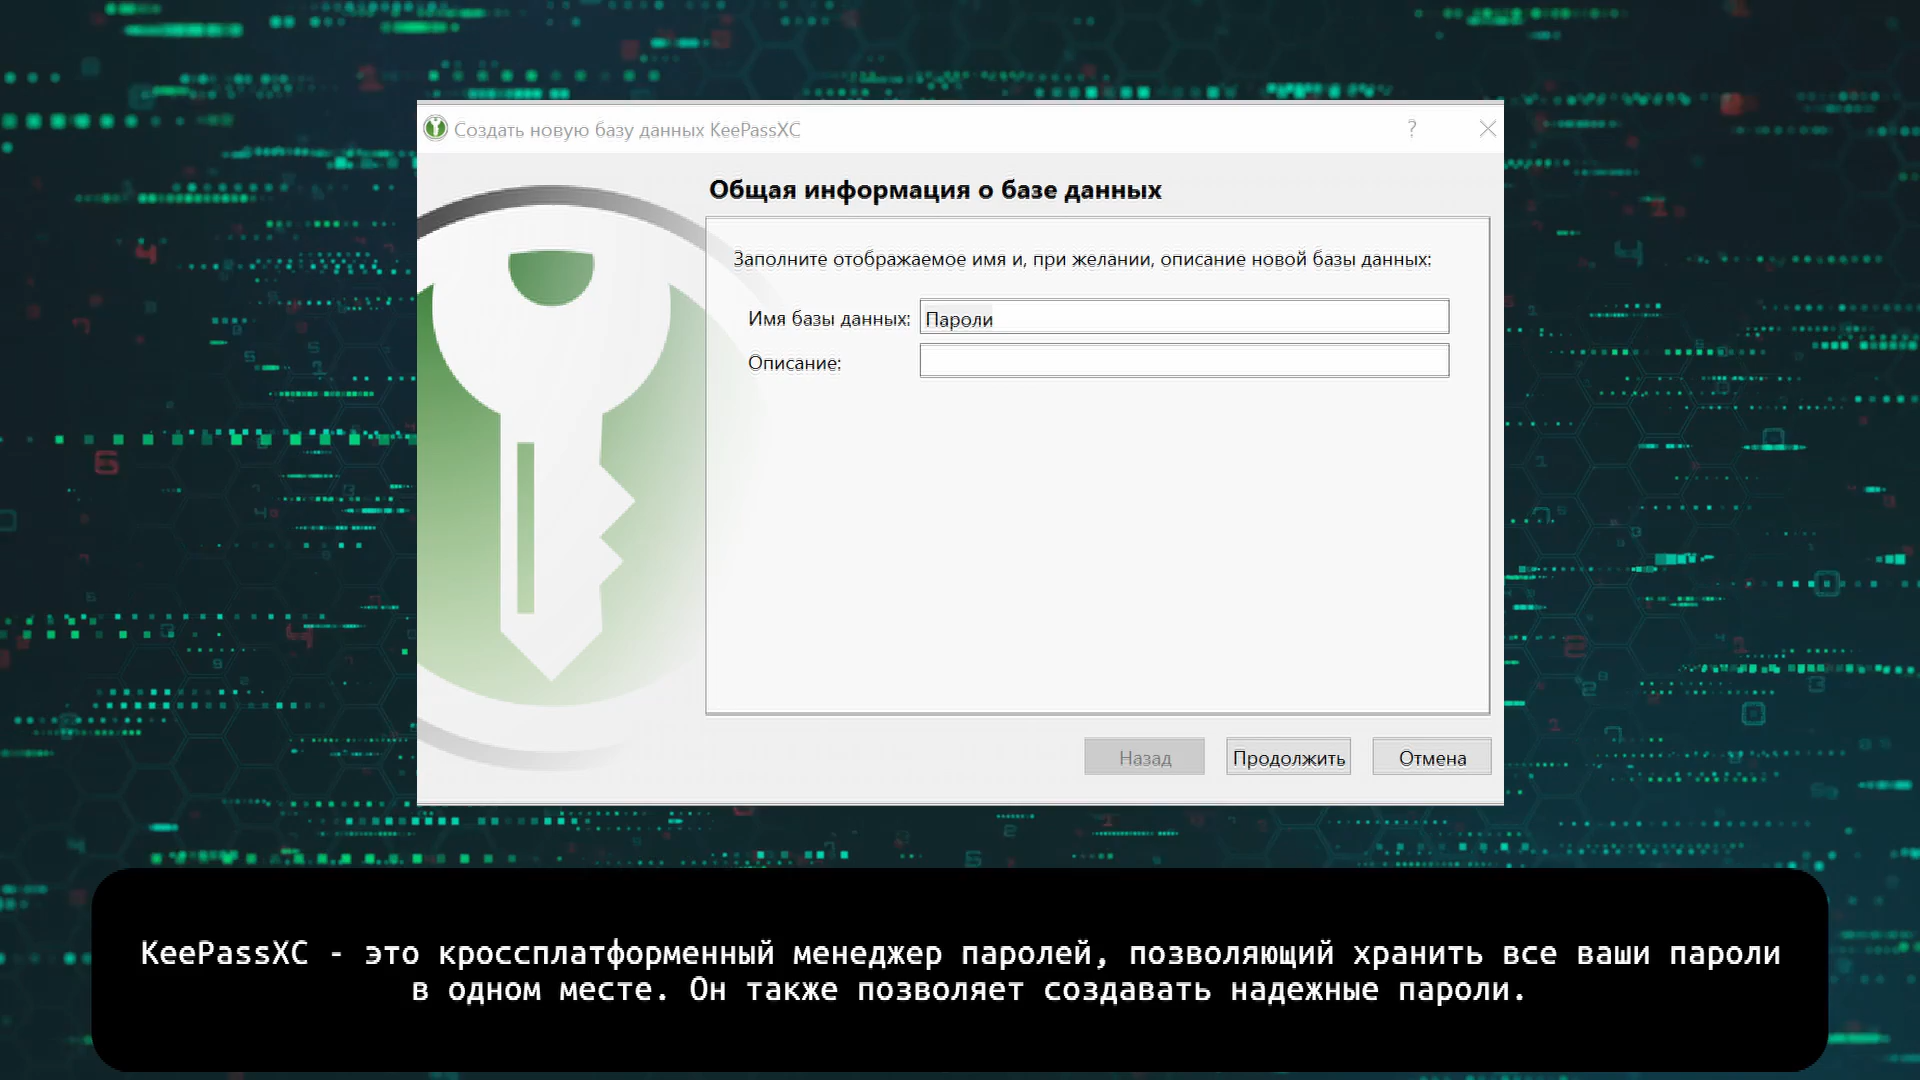 Создать новую базу данных KeePassXC
?
Общая информация о базе данных
Заполните отображаемое имя и, при желании, описание новой базы данных:
Имя базы данных: Пароли
Описание:
Назад Продолжить Отмена
KeePassXC - это кроссплатформенный менеджер паролей, позволяющий хранить все ваши пароли
в одном месте. Он также позволяет создавать надежные пароли.